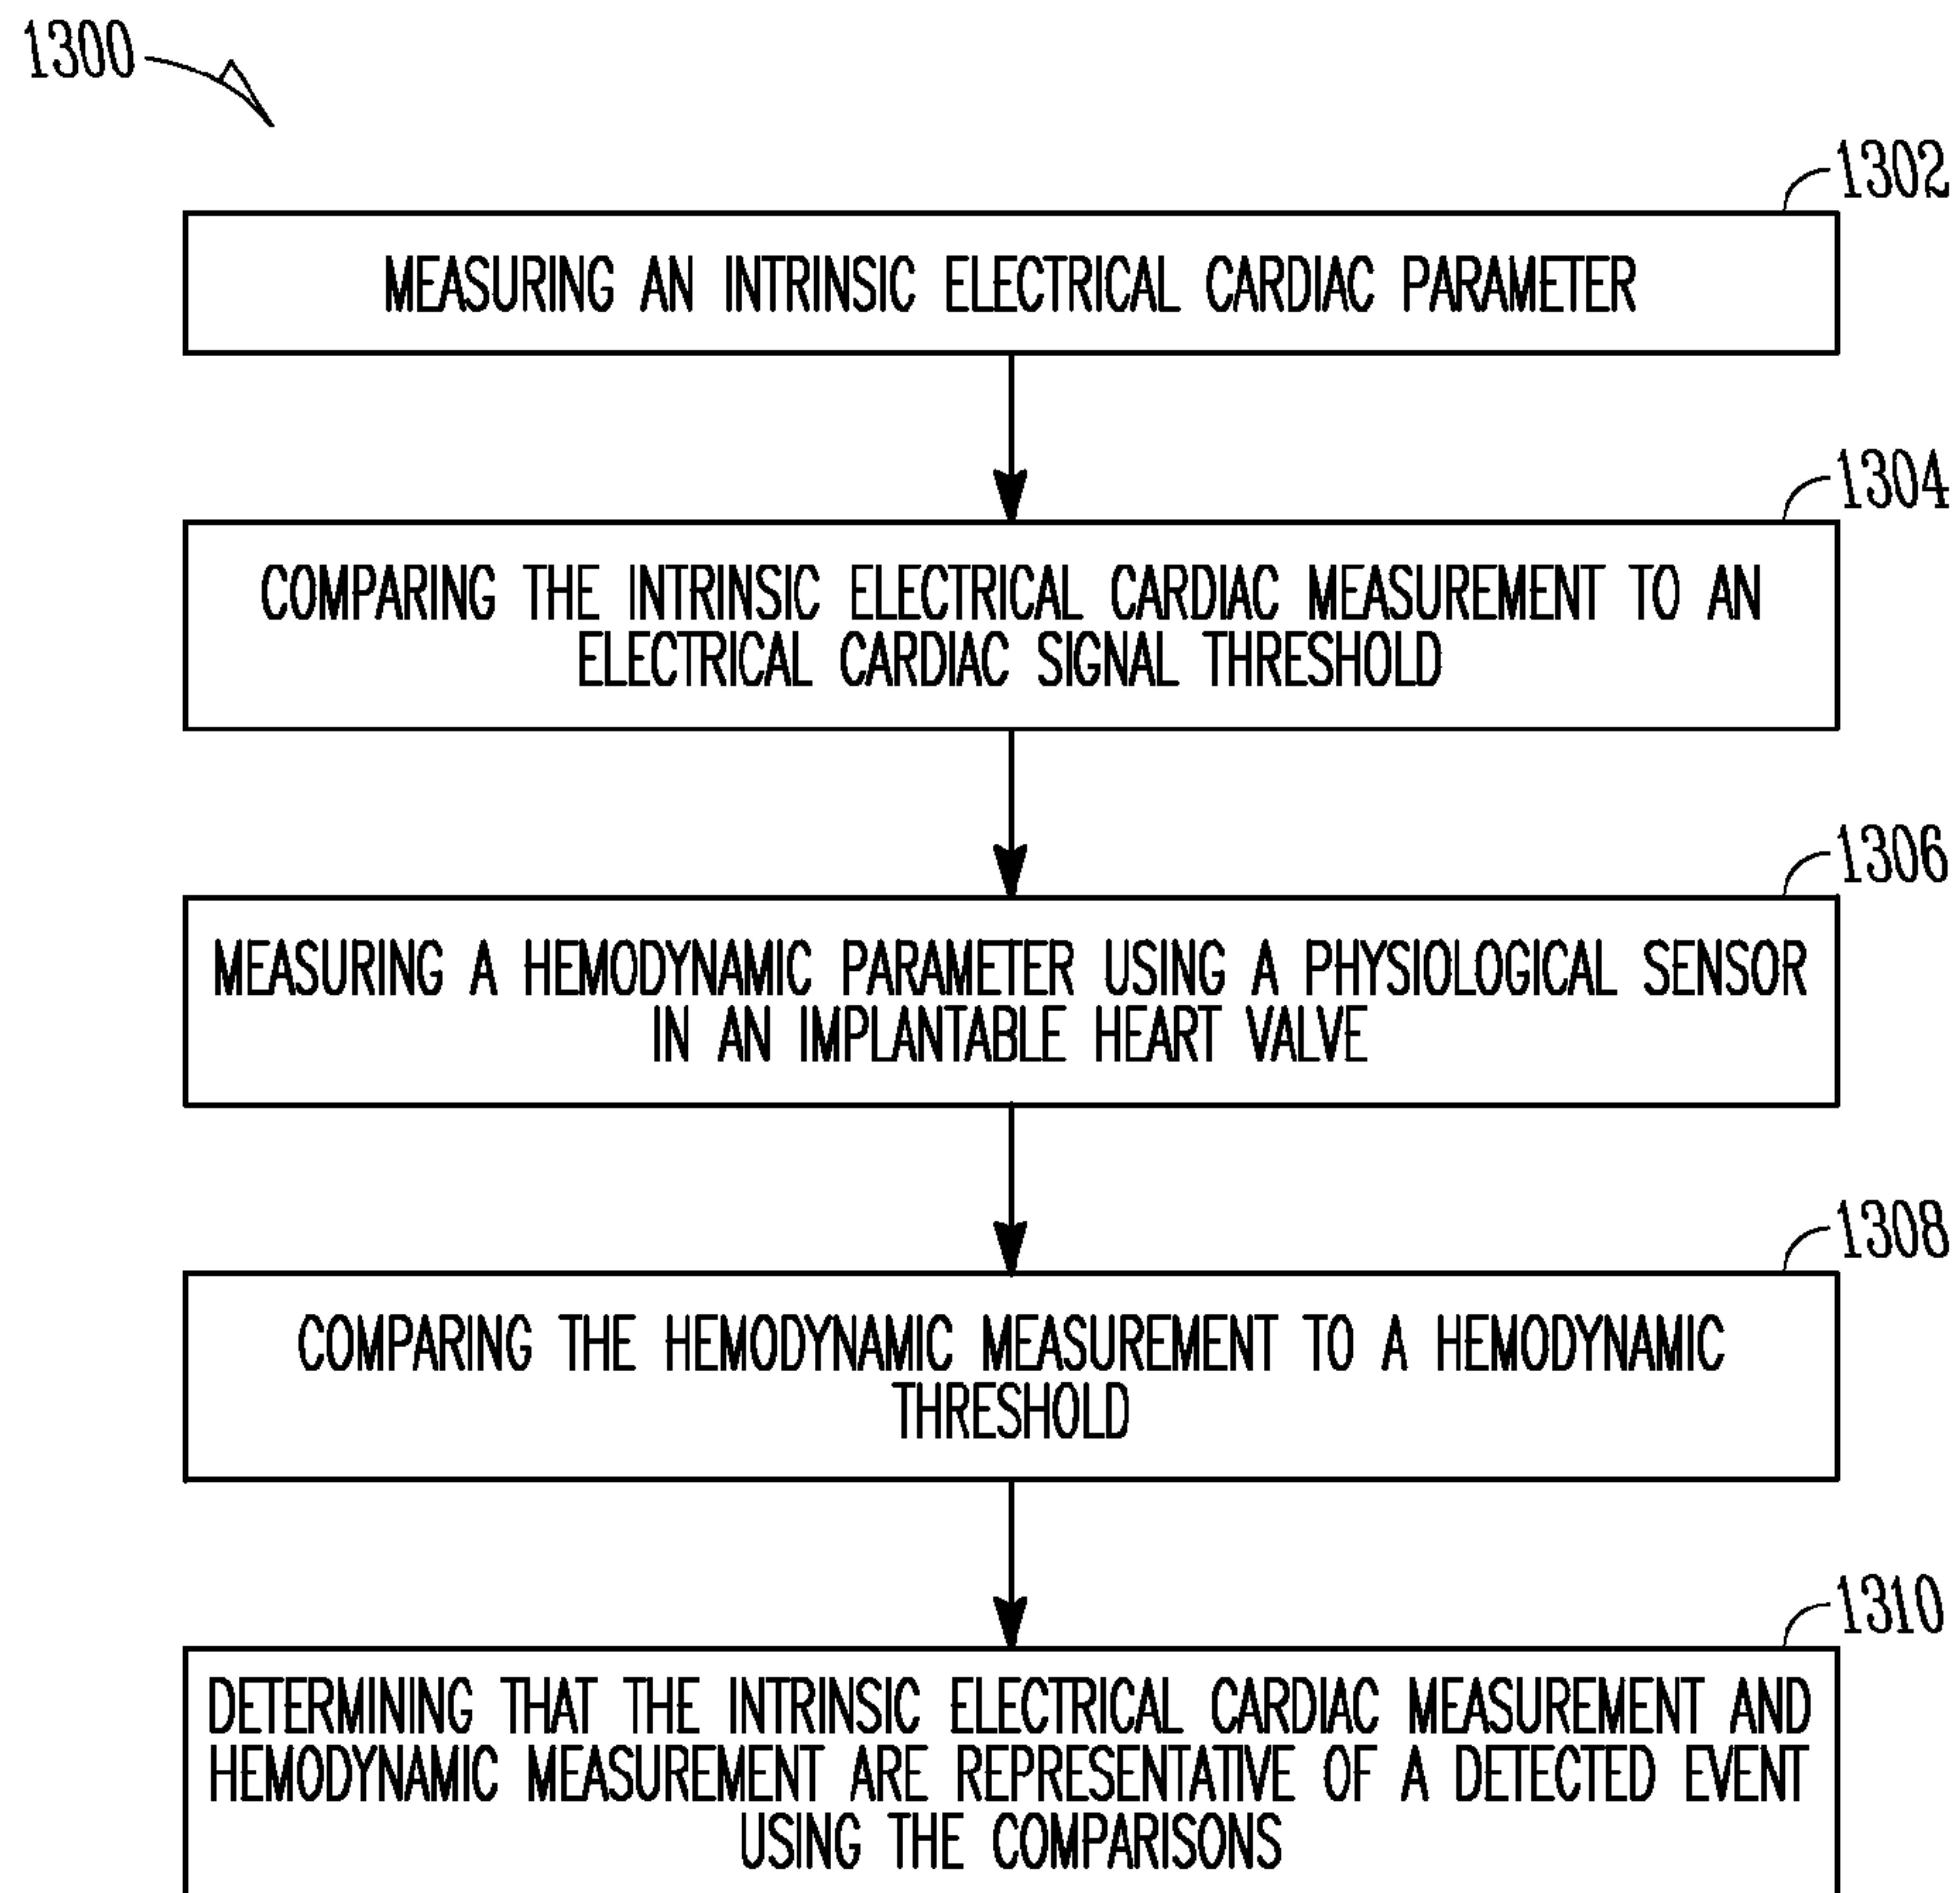 1300
1302
MEASURING AN INTRINSIC ELECTRICAL CARDIAC PARAMETER
1304
COMPARING THE INTRINSIC ELECTRICAL CARDIAC MEASUREMENT TO AN
ELECTRICAL CARDIAC SIGNAL THRESHOLD
1306
MEASURING A HEMODYNAMIC PARAMETER USING A PHYSIOLOGICAL SENSOR
IN AN IMPLANTABLE HEART VALVE
1308
COMPARING THE HEMODYNAMIC MEASUREMENT TO A HEMODYNAMIC
THRESHOLD
1310
DETERMINING THAT THE INTRINSIC ELECTRICAL CARDIAC MEASUREMENT AND
HEMODYNAMIC MEASUREMENT ARE REPRESENTATIVE OF A DETECTED EVENT
USING THE COMPARISONS